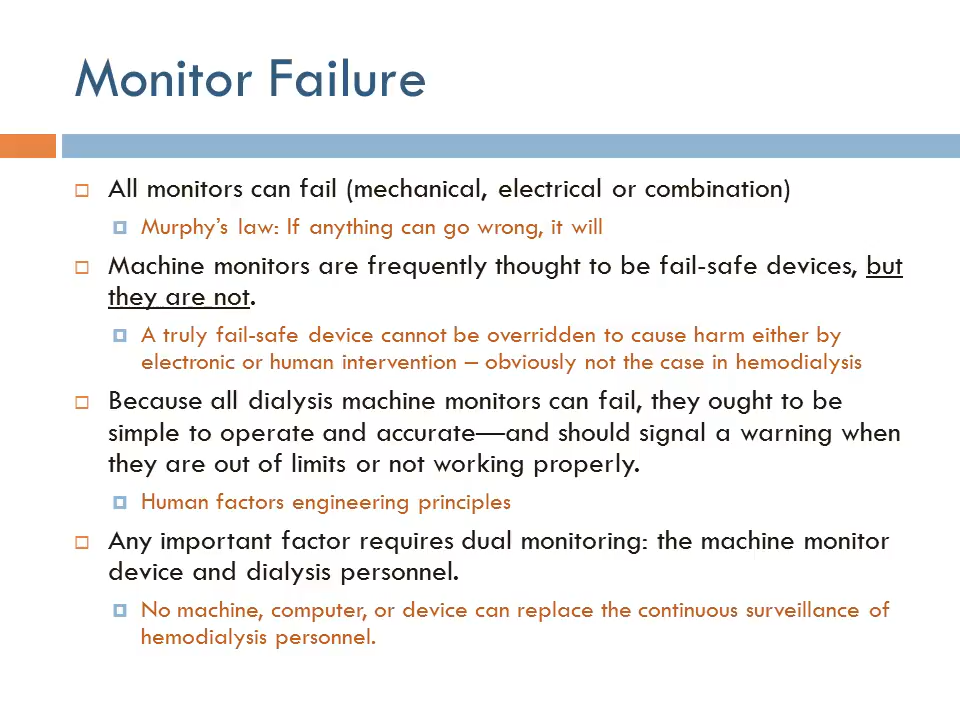 Monitor Failure
All monitors can fail (mechanical, electrical or combination)
Murphy’s law: If anything can go wrong, it will
Machine monitors are frequently thought to be fail-safe devices, but
they are not.
A truly fail-safe device cannot be overridden to cause harm either by
electronic or human intervention – obviously not the case in hemodialysis
Because all dialysis machine monitors can fail, they ought to be
simple to operate and accurate—and should signal a warning when
they are out of limits or not working properly.
Human factors engineering principles
Any important factor requires dual monitoring: the machine monitor
device and dialysis personnel.
No machine, computer, or device can replace the continuous surveillance of
hemodialysis personnel.